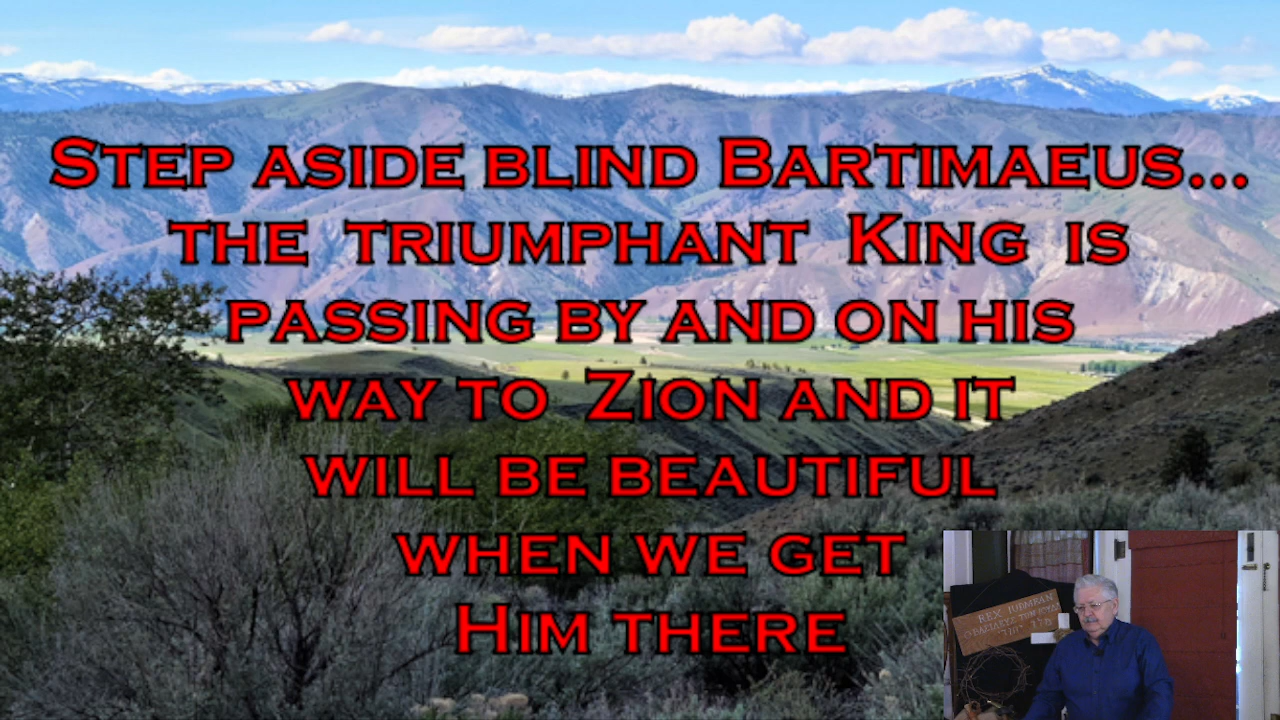 Step aside blind Bartimaeus...
the triumphant King is
passing by and on his
way to Zion and it
will be beautiful
when we get
Him there